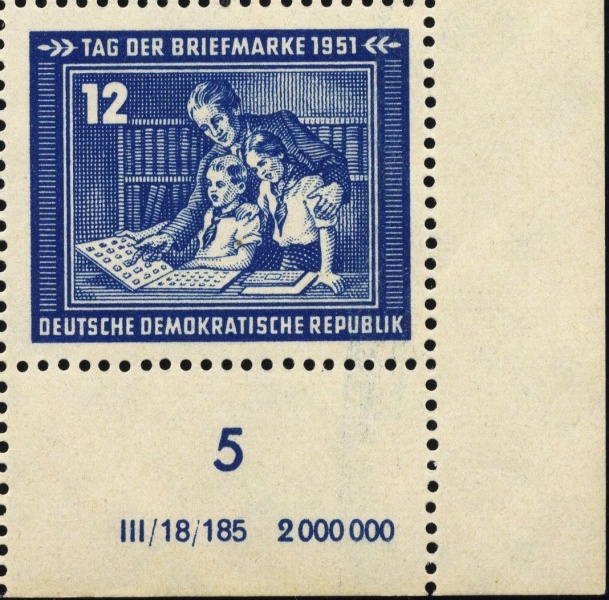 TAG DER BRIEFMARKE 1951
12
DEUTSCHE DEMOKRATISCHE REPUBLIK
5
III/18/185 2000000